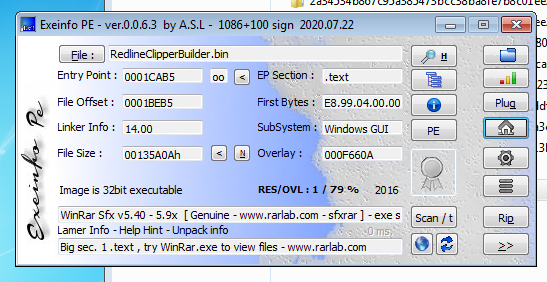 Exeinfo PE - ver.0.0.6.3 by A.S.L - 1086+100 sign 2020.07.22
File : RedlineClipperBuilder.bin H
Entry Point : 0001CAB5 oo < EP Section : .text
File Offset : 0001BEB5 First Bytes : E8.99.04.00.00 Plug
Linker Info : 14.00 SubSystem : Windows GUI PE
File Size : 00135A0Ah < N Overlay : 000F660A
Image is 32bit executable RES/OVL : 1 / 79 % 2016
WinRar Sfx v5.40 - 5.9x [ Genuine - www.rarlab.com - sfxrar ] - exe s Scan / t Rip
Lamer Info - Help Hint - Unpack info 0 ms.
Big sec. 1 .text , try WinRar.exe to view files - www.rarlab.com >>
Exeinfo Pe